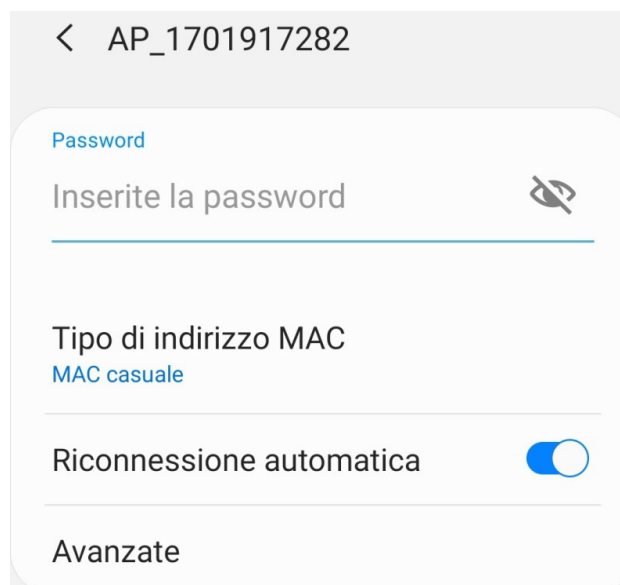 AP_1701917282
Password
Inserite la password
Tipo di indirizzo MAC
MAC casuale
Riconnessione automatica
Avanzate